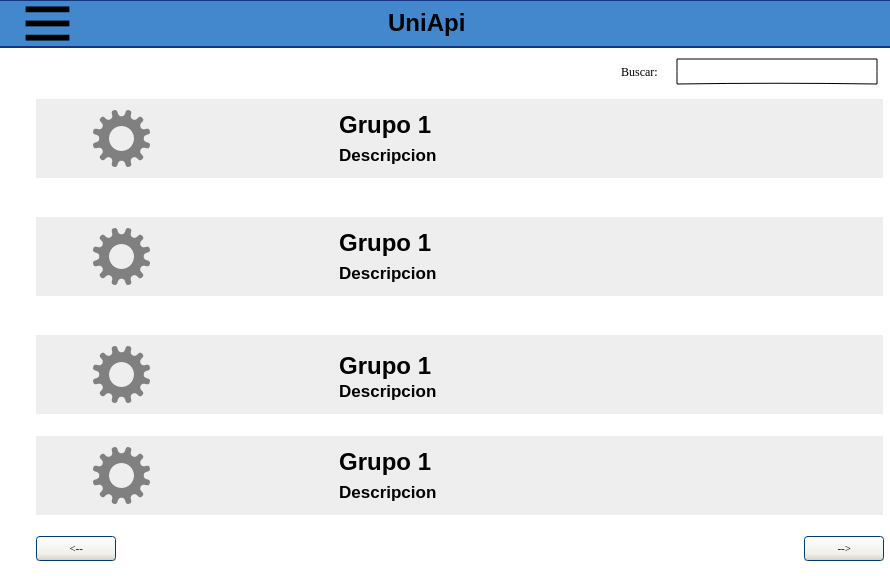 UniApi
Buscar:
Grupo 1
Descripcion
Grupo 1
Descripcion
Grupo 1
Descripcion
Grupo 1
Descripcion
<--
-->